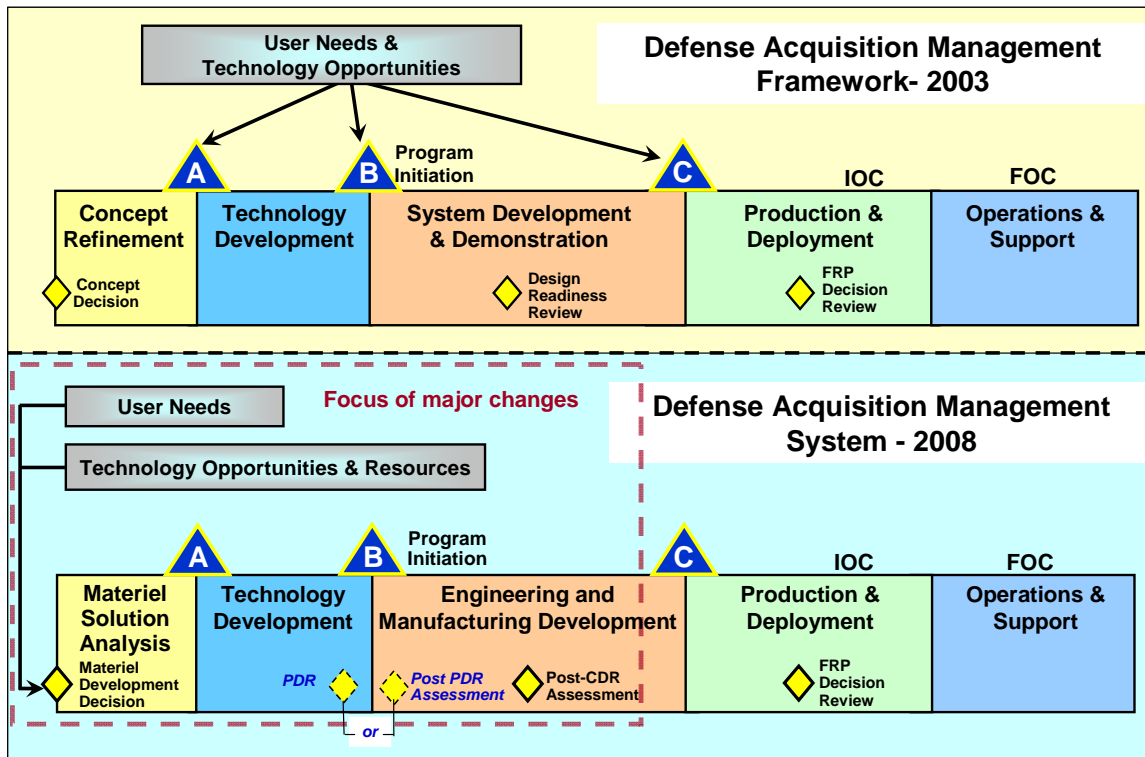 User Needs &
Technology Opportunities
Defense Acquisition Management
Framework- 2003
A
B
Program
Initiation
C
IOC
FOC
Concept
Refinement
Technology
Development
System Development
& Demonstration
Production &
Deployment
Operations &
Support
Concept
Decision
Design
Readiness
Review
FRP
Decision
Review
User Needs
Focus of major changes
Defense Acquisition Management
System - 2008
Technology Opportunities & Resources
A
B
Program
Initiation
C
IOC
FOC
Materiel
Solution
Analysis
Technology
Development
Engineering and
Manufacturing Development
Production &
Deployment
Operations &
Support
Materiel
Development
Decision
PDR
Post PDR
Assessment
Post-CDR
Assessment
FRP
Decision
Review
or